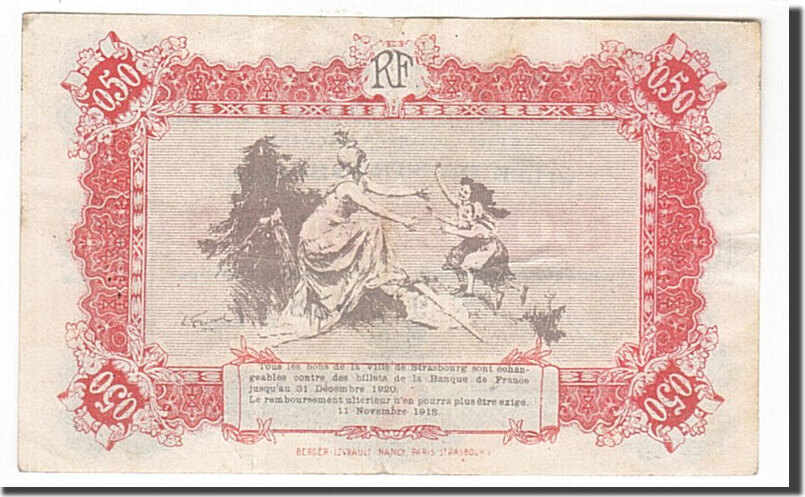 0,50
RF
0,50
Tous les bons de la Ville de Strasbourg sont échan-
geables contre des billets de la Banque de France
jusqu'au 31 Décembre 1920.
Le remboursement ultérieur n'en pourra plus être exigé.
11 Novembre 1918.
0,50
0,50
BERGER-LEVRAULT NANCY, PARIS, STRASBOURG